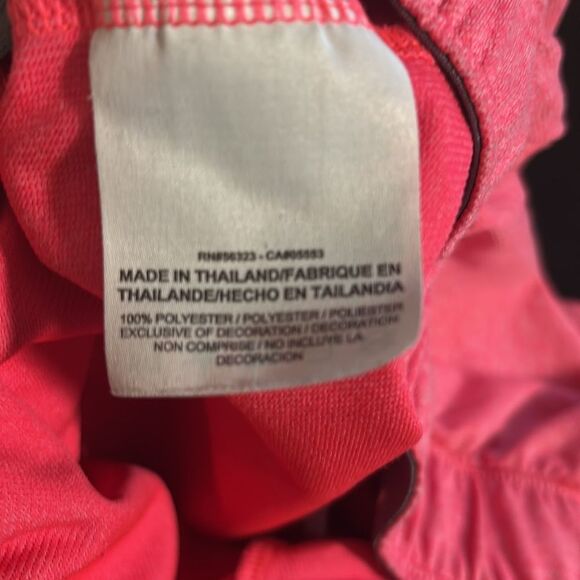 RN#56323 - CA#05553
MADE IN THAILAND/FABRIQUE EN
THAILANDE/HECHO EN TAILANDIA
100% POLYESTER / POLYESTER / POLIESTER
EXCLUSIVE OF DECORATION / DECORATION
NON COMPRISE / NO INCLUYE LA
DECORACION